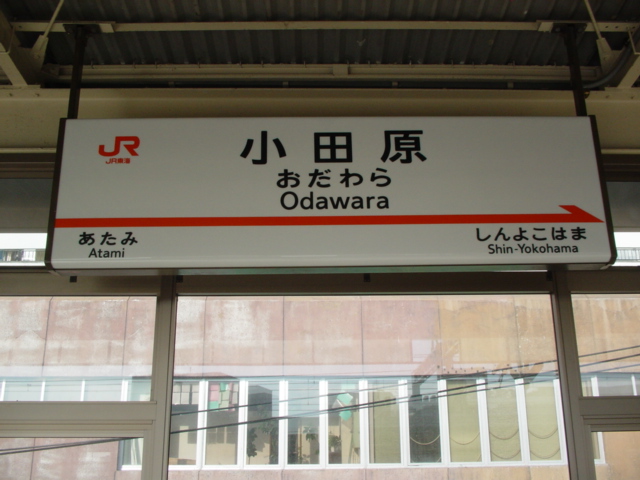 JR
JR東海
小田原
おだわら
Odawara
あたみ
Atami
しんよこはま
Shin-Yokohama